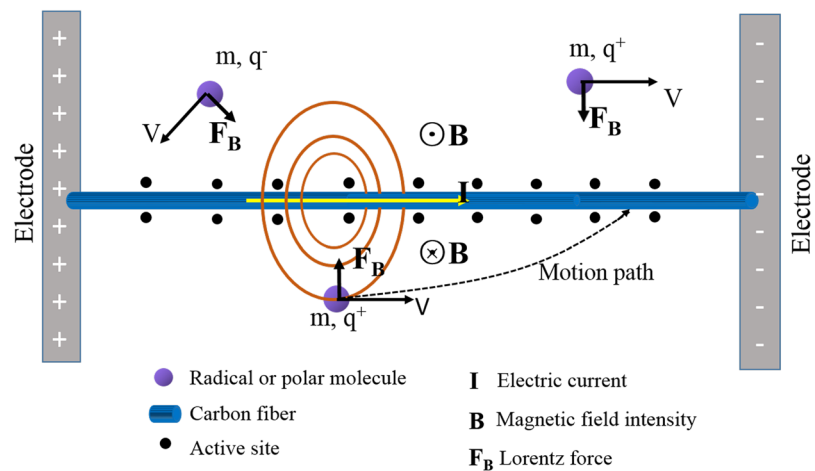 m, q⁻
m, q⁺
V
F_B
V
F_B
B
Electrode
I
Electrode
B
F_B
Motion path
V
m, q⁺
Radical or polar molecule
I Electric current
Carbon fiber
B Magnetic field intensity
Active site
F_B Lorentz force